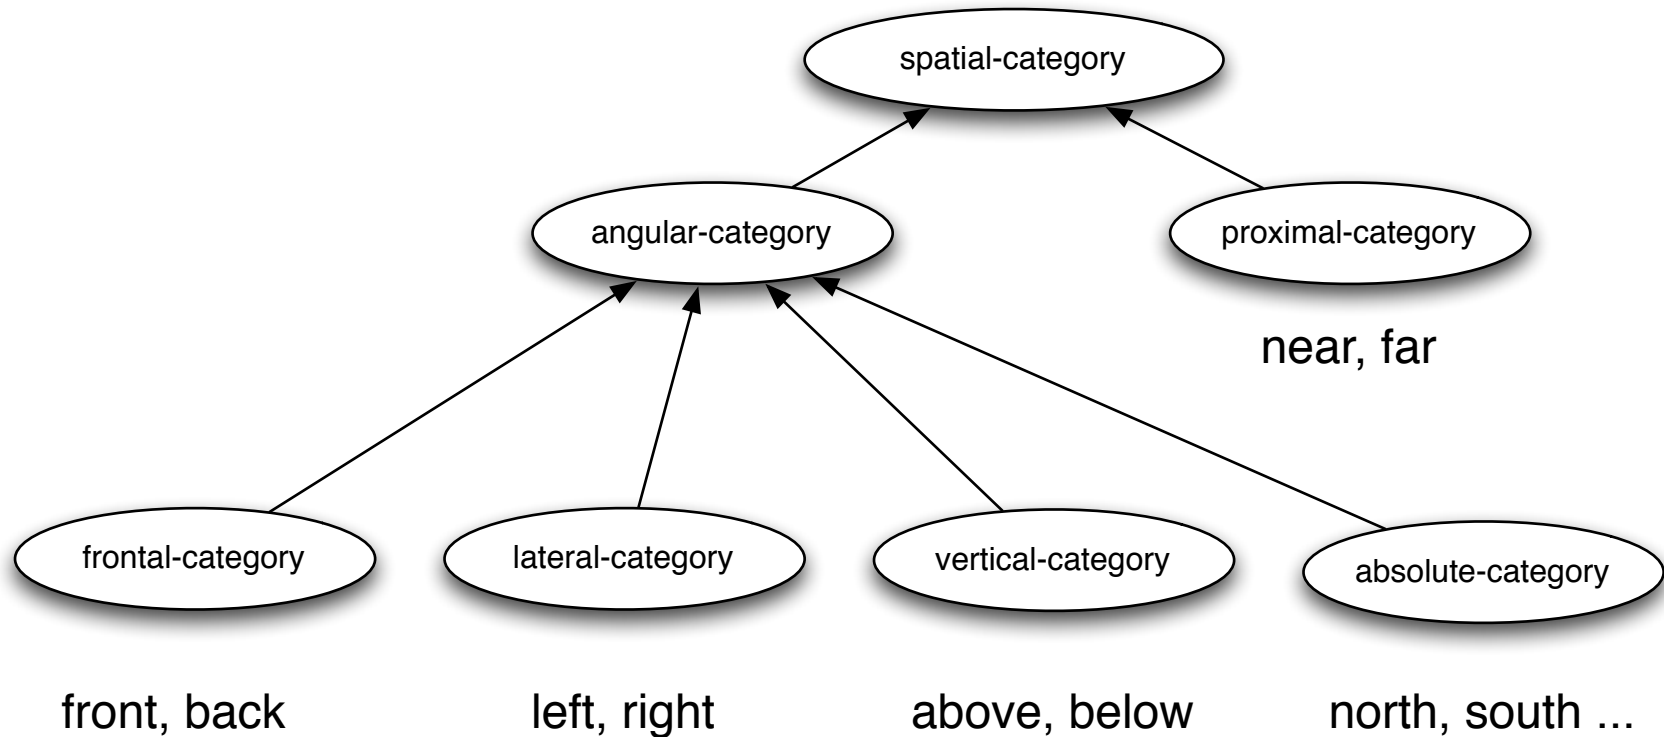 spatial-category
angular-category
proximal-category
near, far
frontal-category
lateral-category
vertical-category
absolute-category
front, back
left, right
above, below
north, south ...